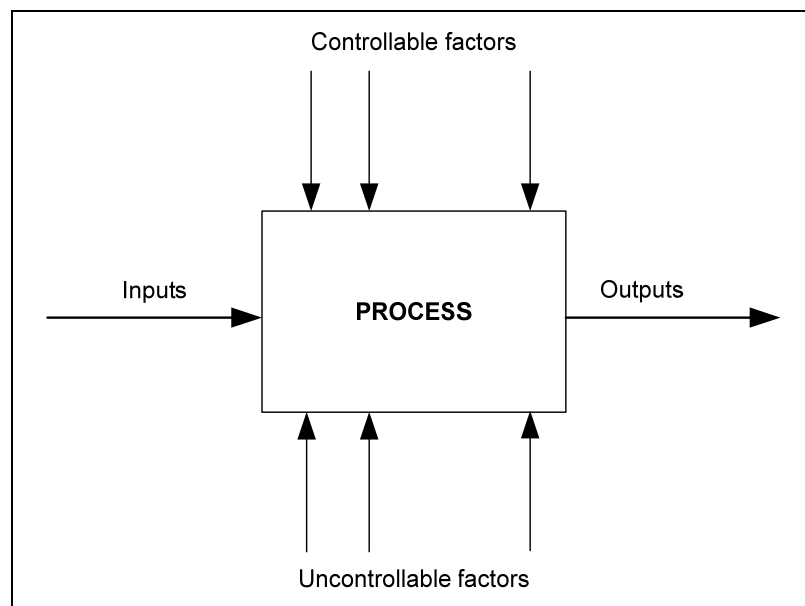 Controllable factors
Inputs
PROCESS
Outputs
Uncontrollable factors